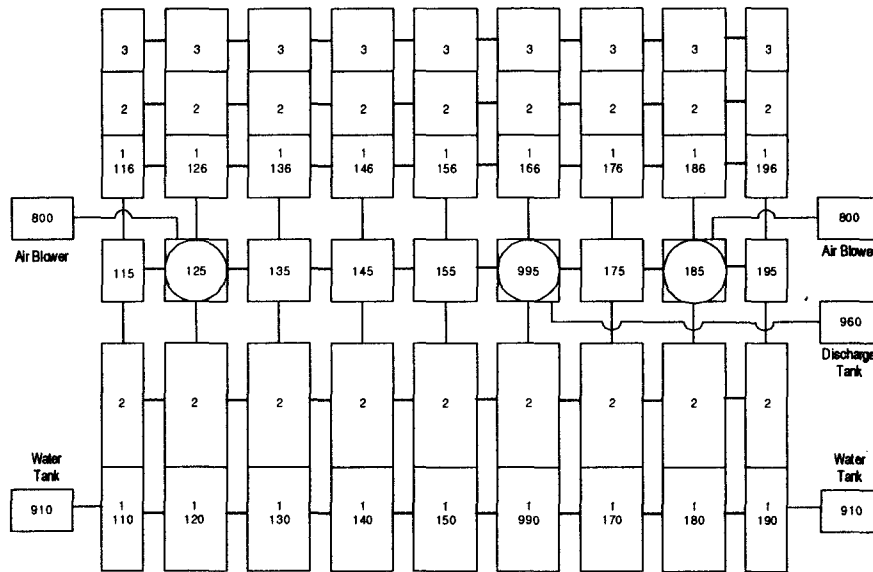 3 3 3 3 3 3 3 3 3
2 2 2 2 2 2 2 2 2
1 1 1 1 1 1 1 1 1
116 126 136 146 156 166 176 186 196
800 800
Air Blower Air Blower
115 125 135 145 155 995 175 185 195
960
Discharge
Tank
2 2 2 2 2 2 2 2 2
Water Water
Tank Tank
1 1 1 1 1 1 1 1 1
910 110 120 130 140 150 990 170 180 190 910